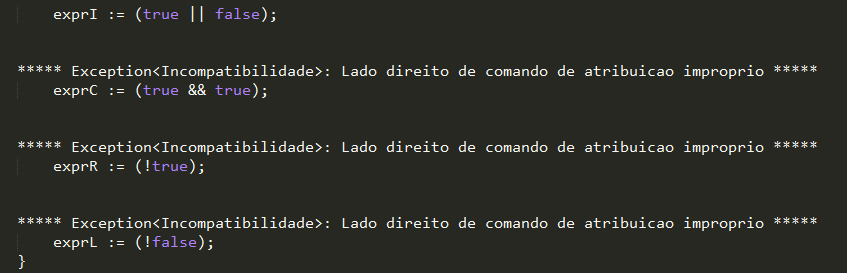 exprI := (true || false);
***** Exception<Incompatibilidade>: Lado direito de comando de atribuicao improprio *****
exprC := (true && true);
***** Exception<Incompatibilidade>: Lado direito de comando de atribuicao improprio *****
exprR := (!true);
***** Exception<Incompatibilidade>: Lado direito de comando de atribuicao improprio *****
exprL := (!false);
}